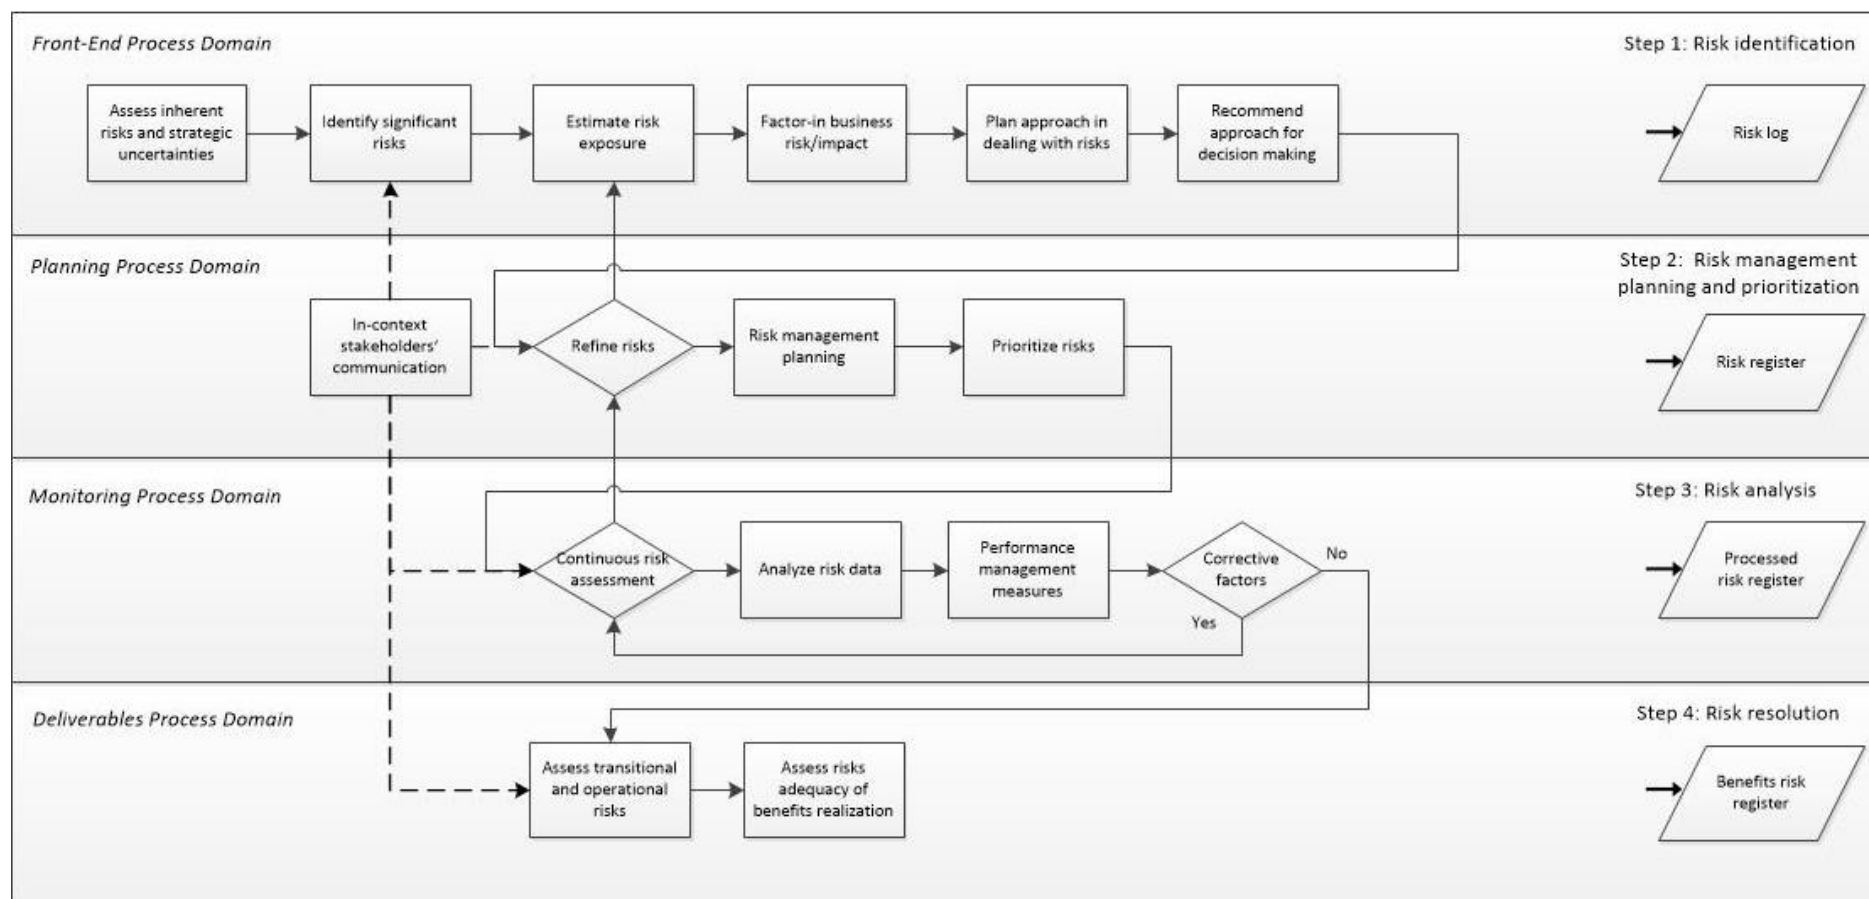 Front-End Process Domain
Step 1: Risk identification
Assess inherent
risks and strategic
uncertainties
Identify significant
risks
Estimate risk
exposure
Factor-in business
risk/impact
Plan approach in
dealing with risks
Recommend
approach for
decision making
Risk log
Planning Process Domain
Step 2: Risk management
planning and prioritization
In-context
stakeholders'
communication
Refine risks
Risk management
planning
Prioritize risks
Risk register
Monitoring Process Domain
Step 3: Risk analysis
Continuous risk
assessment
Analyze risk data
Performance
management
measures
Corrective
factors
No
Yes
Processed
risk register
Deliverables Process Domain
Step 4: Risk resolution
Assess transitional
and operational
risks
Assess risks
adequacy of
benefits realization
Benefits risk
register